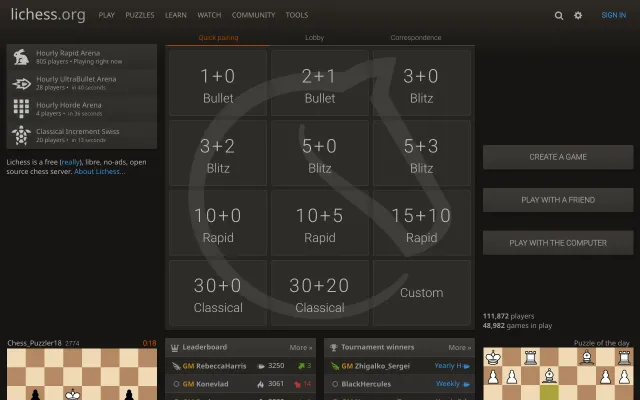 lichess.org PLAY PUZZLES LEARN WATCH COMMUNITY TOOLS SIGN IN
Hourly Rapid Arena
805 players • Playing right now
Hourly UltraBullet Arena
28 players • in 40 seconds
Hourly Horde Arena
4 players • in 36 seconds
Classical Increment Swiss
20 players • in 13 seconds
Lichess is a free (really), libre, no-ads, open
source chess server. About Lichess...
Quick pairing Lobby Correspondence
1+0 2+1 3+0
Bullet Bullet Blitz
3+2 5+0 5+3
Blitz Blitz Blitz
10+0 10+5 15+10
Rapid Rapid Rapid
30+0 30+20
Classical Classical Custom
CREATE A GAME
PLAY WITH A FRIEND
PLAY WITH THE COMPUTER
111,872 players
48,982 games in play
Chess_Puzzler18 2774 0:18
Leaderboard More »
GM RebeccaHarris 3250 3
GM Konevlad 3061 14
Tournament winners More »
GM Zhigalko_Sergei Yearly H
BlackHercules Weekly
Puzzle of the day